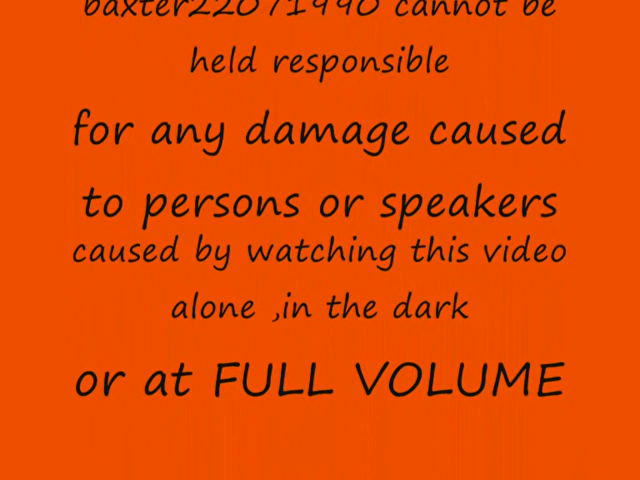 baxter22071990 cannot be
held responsible
for any damage caused
to persons or speakers
caused by watching this video
alone ,in the dark
or at FULL VOLUME